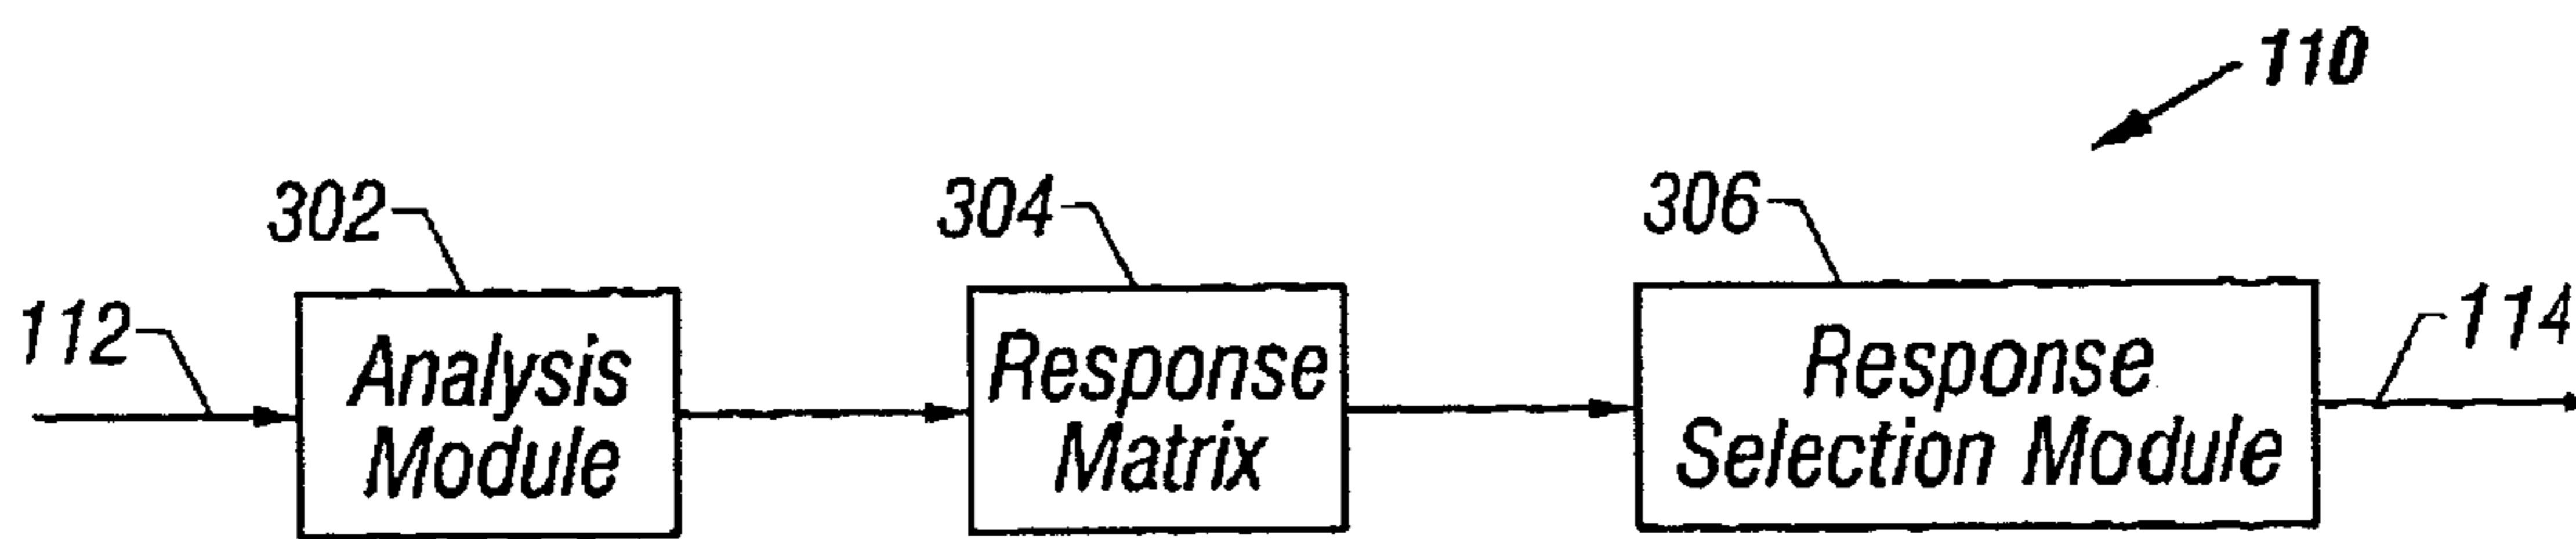 110
302
304
306
112
Analysis
Module
Response
Matrix
Response
Selection Module
114